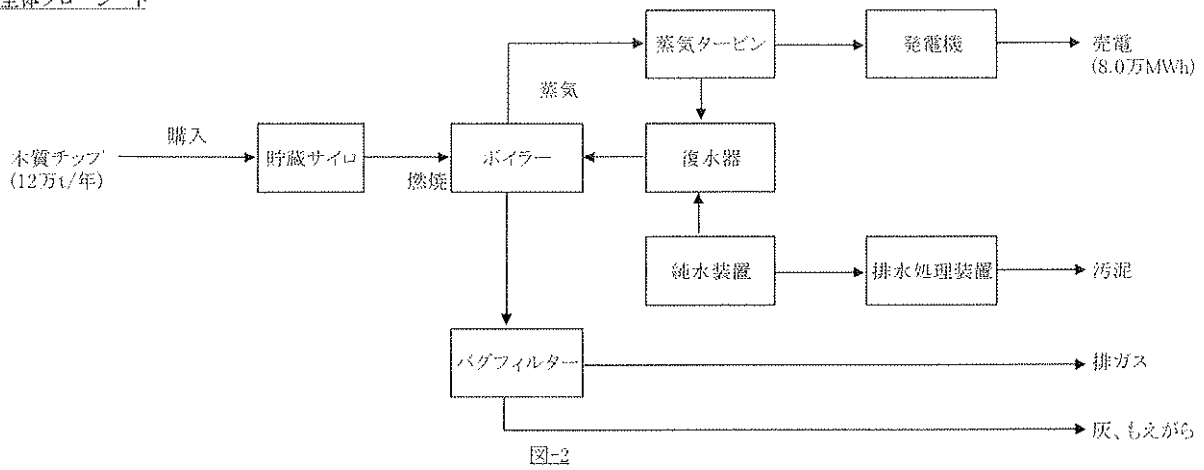 全体フローシート
蒸気タービン
発電機
売電
(8.0万MWh)
蒸気
購入
木質チップ
(12万t/年)
貯蔵サイロ
燃焼
ボイラー
復水器
純水装置
排水処理装置
汚泥
バグフィルター
排ガス
灰、もえがら
図-2